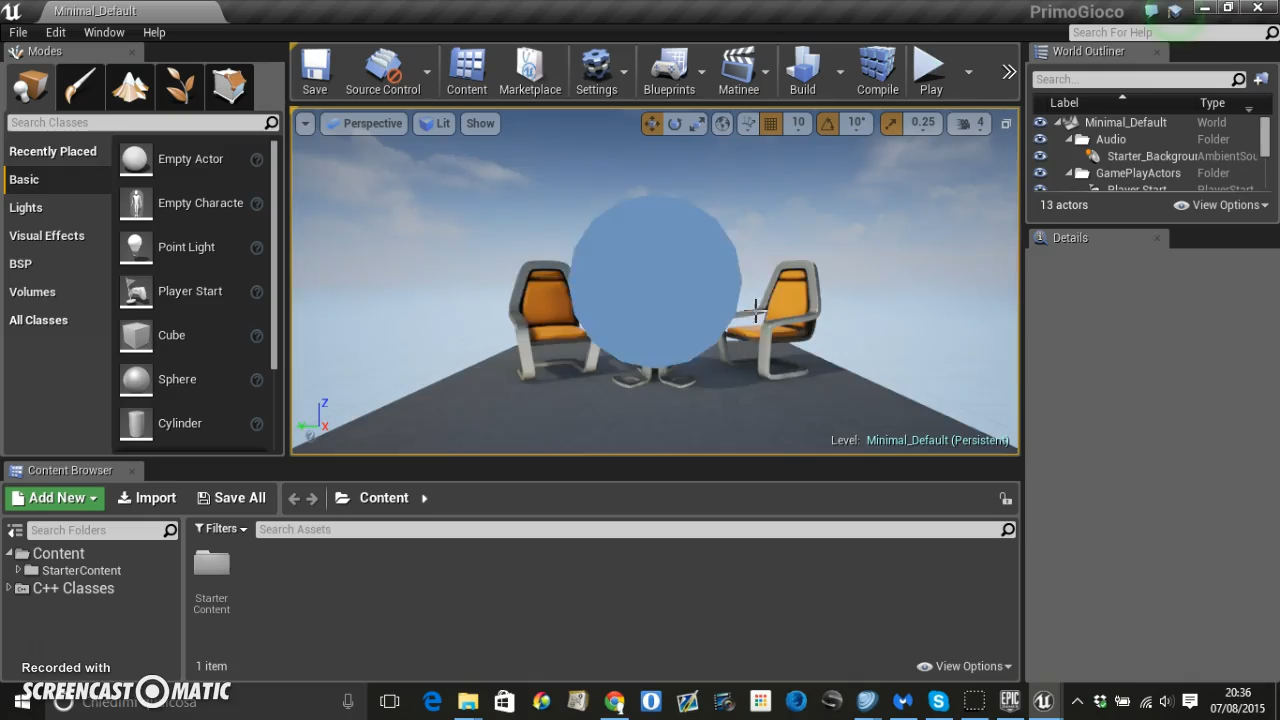 Minimal_Default
PrimoGioco
File Edit Window Help
Search For Help
Modes
World Outliner
Save
Source Control
Content
Marketplace
Settings
Blueprints
Matinee
Build
Compile
Play
Search...
Label Type
Search Classes
Perspective
Lit
Show
10
10°
0.25
4
Minimal_Default World
Audio Folder
Starter_Backgrour AmbientSou
GamePlayActors Folder
Player Start PlayerStart
13 actors
View Options
Details
Recently Placed
Basic
Lights
Visual Effects
BSP
Volumes
All Classes
Empty Actor
Empty Characte
Point Light
Player Start
Cube
Sphere
Cylinder
Z
X
Level: Minimal_Default (Persistent)
Content Browser
Add New
Import
Save All
Content
Search Folders
Filters
Search Assets
Content
StarterContent
C++ Classes
Starter
Content
1 item
View Options
Recorded with
SCREENCAST-O-MATIC
20:36
07/08/2015